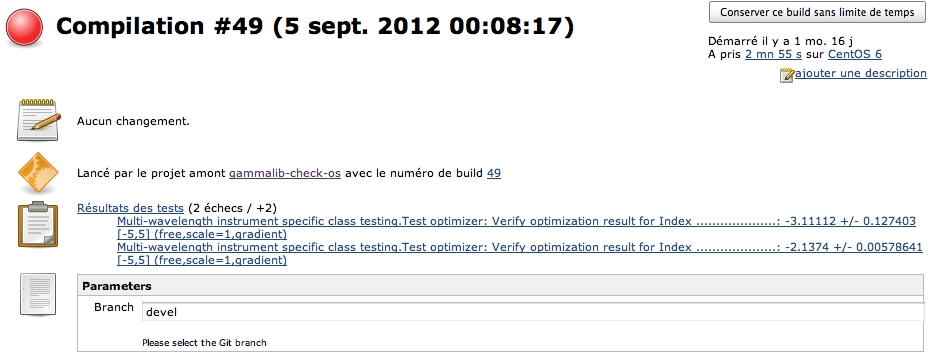 Compilation #49 (5 sept. 2012 00:08:17)
Conserver ce build sans limite de temps
Démarré il y a 1 mo. 16 j
A pris 2 mn 55 s sur CentOS 6
ajouter une description
Aucun changement.
Lancé par le projet amont gammalib-check-os avec le numéro de build 49
Résultats des tests (2 échecs / +2)
Multi-wavelength instrument specific class testing.Test optimizer: Verify optimization result for Index ......................: -3.11112 +/- 0.127403
[-5,5] (free,scale=1,gradient)
Multi-wavelength instrument specific class testing.Test optimizer: Verify optimization result for Index ......................: -2.1374 +/- 0.00578641
[-5,5] (free,scale=1,gradient)
Parameters
Branch devel
Please select the Git branch